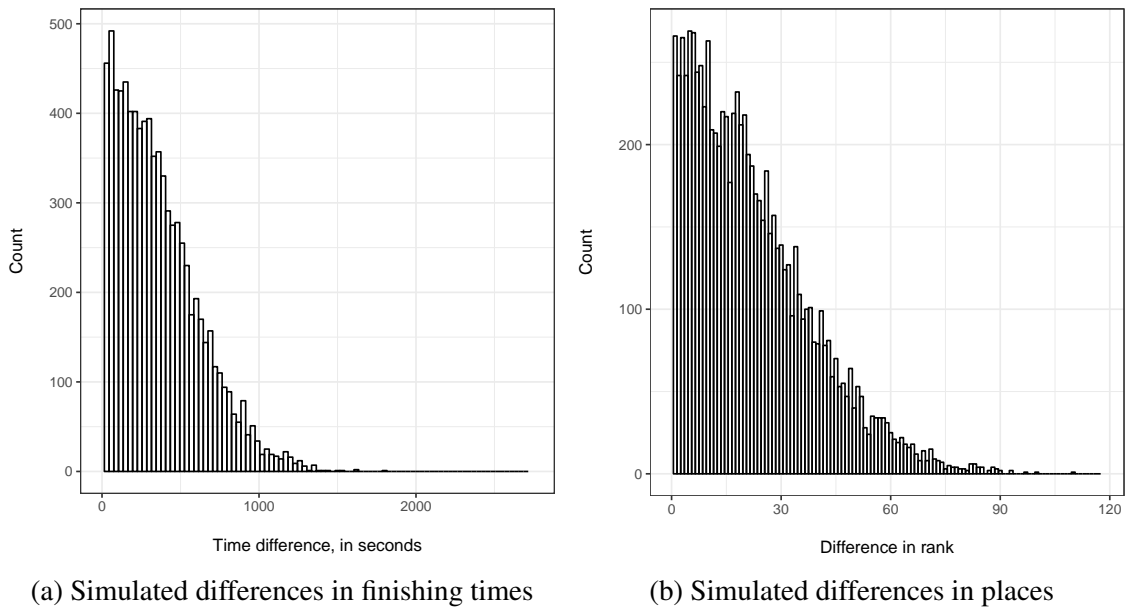 500
400
300
200
100
0
Count
0 1000 2000
Time difference, in seconds
(a) Simulated differences in finishing times
200
100
0
Count
0 30 60 90 120
Difference in rank
(b) Simulated differences in places